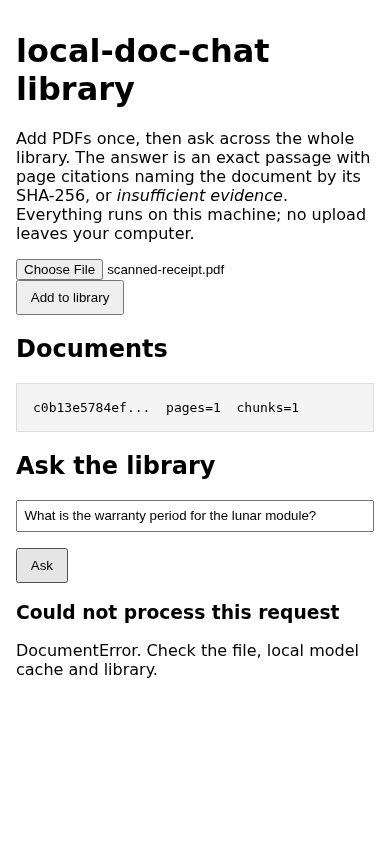 local-doc-chat
library
Add PDFs once, then ask across the whole
library. The answer is an exact passage with
page citations naming the document by its
SHA-256, or insufficient evidence.
Everything runs on this machine; no upload
leaves your computer.
Choose File scanned-receipt.pdf
Add to library
Documents
c0b13e5784ef...  pages=1  chunks=1
Ask the library
What is the warranty period for the lunar module?
Ask
Could not process this request
DocumentError. Check the file, local model
cache and library.